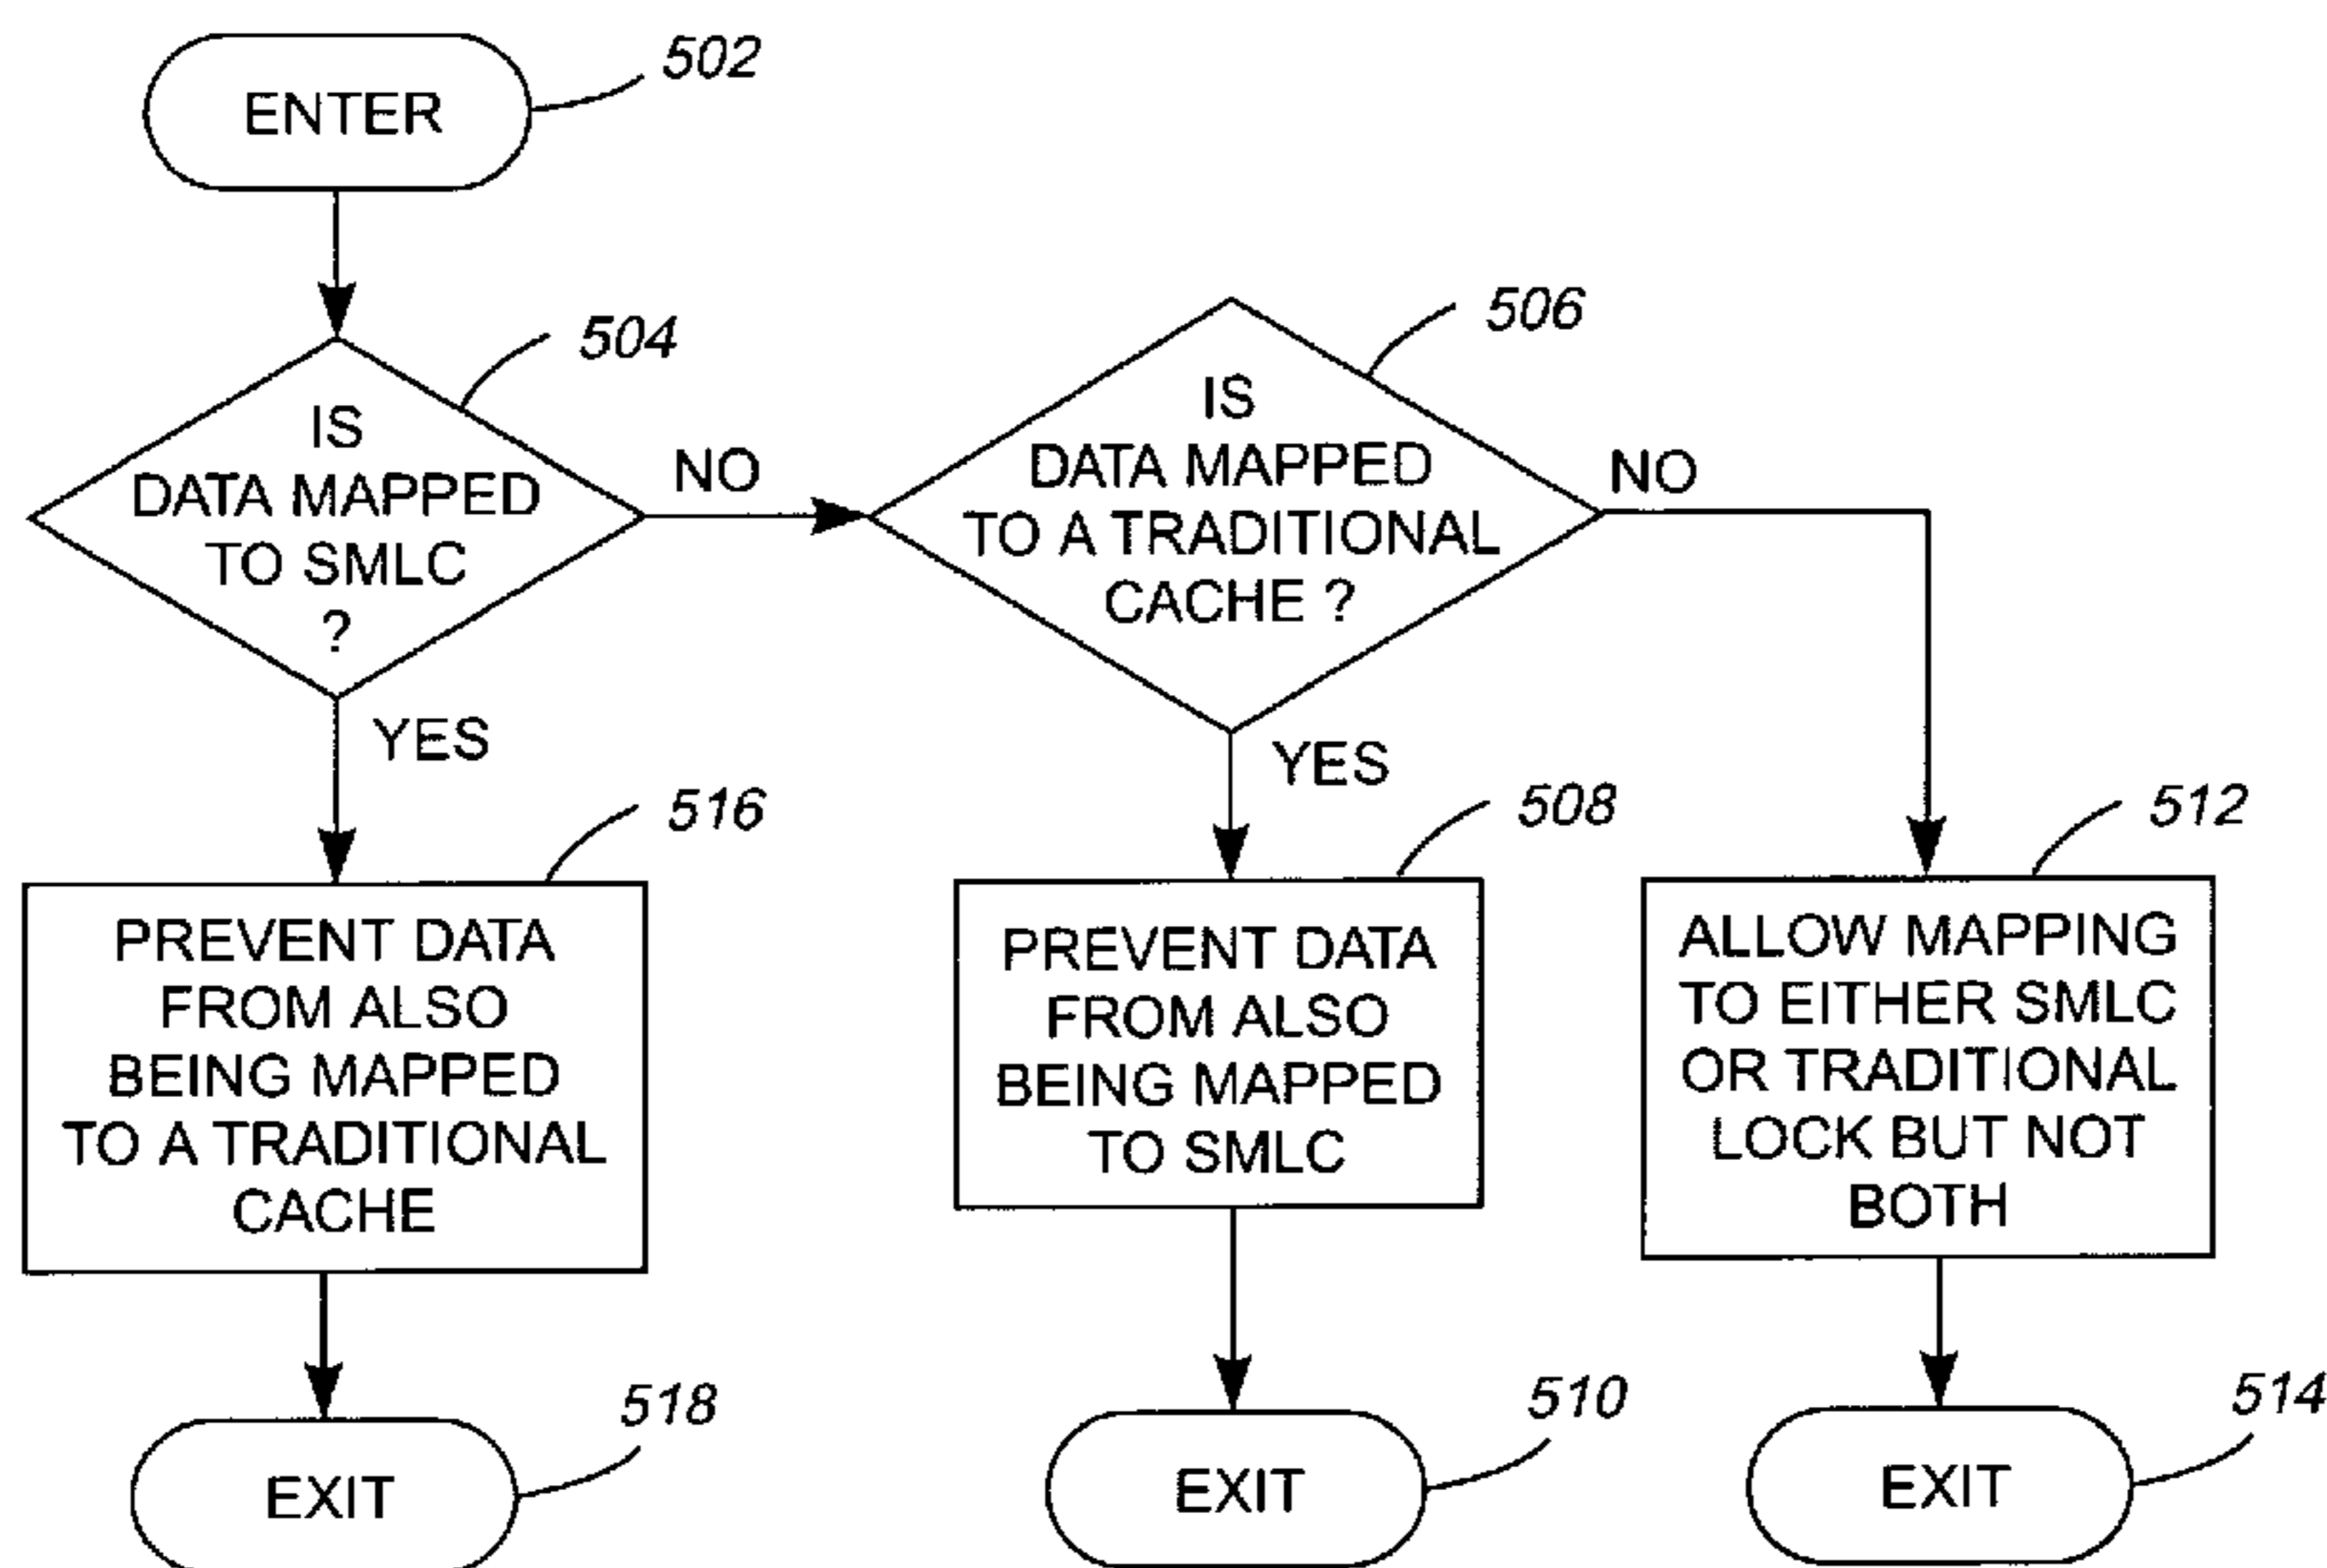 ENTER
502
IS
DATA MAPPED
TO SMLC
?
504
NO
YES
IS
DATA MAPPED
TO A TRADITIONAL
CACHE ?
506
NO
YES
PREVENT DATA
FROM ALSO
BEING MAPPED
TO A TRADITIONAL
CACHE
516
PREVENT DATA
FROM ALSO
BEING MAPPED
TO SMLC
508
ALLOW MAPPING
TO EITHER SMLC
OR TRADITIONAL
LOCK BUT NOT
BOTH
512
EXIT
518
EXIT
510
EXIT
514